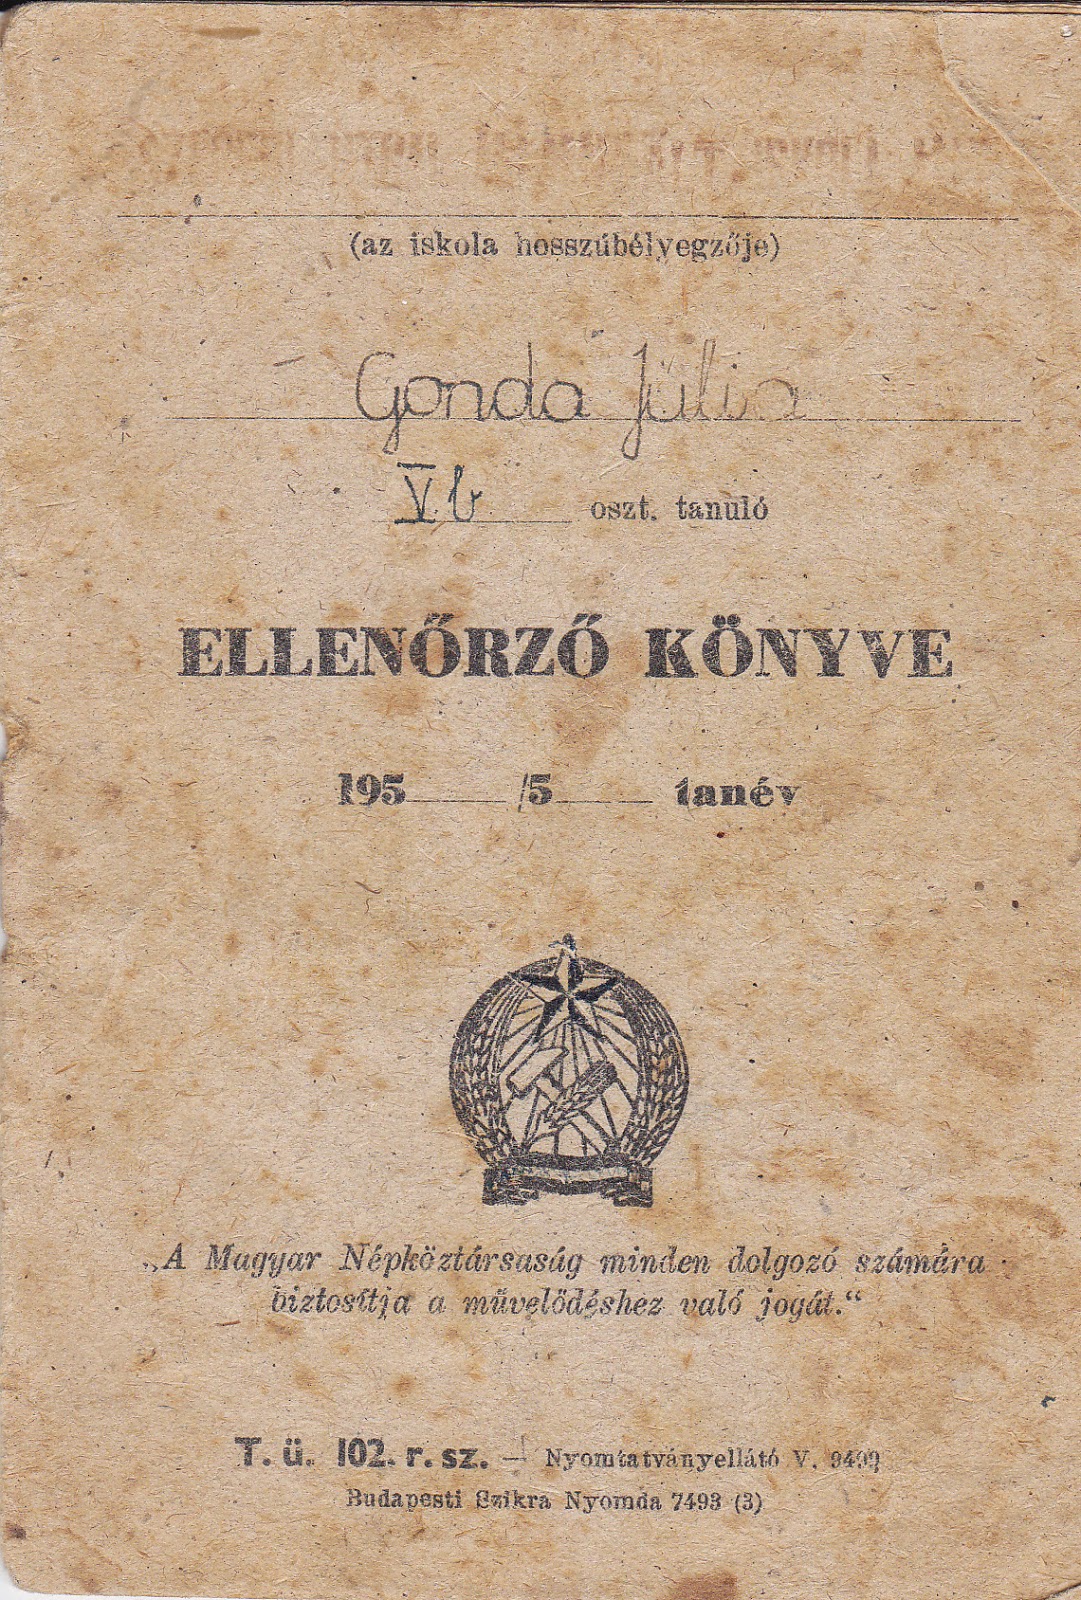 (az iskola hosszúbélyegzője)
Gonda Júlia
V b oszt. tanuló
ELLENŐRZŐ KÖNYVE
195 /5 tanév
„A Magyar Népköztársaság minden dolgozó számára
biztosítja a művelődéshez való jogát.“
T. ü. 102. r. sz. — Nyomtatványellátó V.
Budapesti Szikra Nyomda 7493 (3)